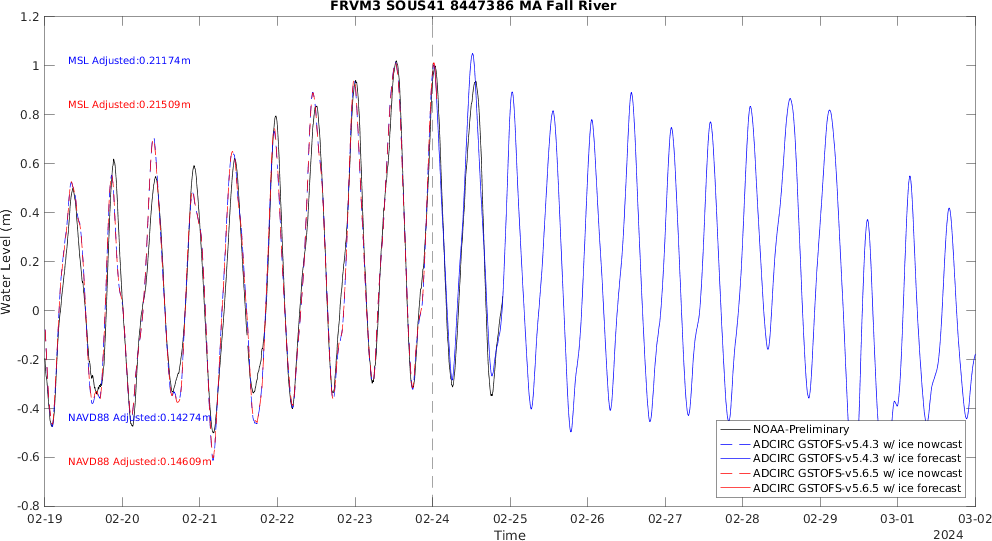 FRVM3 SOUS41 8447386 MA Fall River
1.2
1
0.8
0.6
0.4
0.2
0
-0.2
-0.4
-0.6
-0.8
Water Level (m)
MSL Adjusted:0.21174m
MSL Adjusted:0.21509m
NAVD88 Adjusted:0.14274m
NAVD88 Adjusted:0.14609m
NOAA-Preliminary
ADCIRC GSTOFS-v5.4.3 w/ ice nowcast
ADCIRC GSTOFS-v5.4.3 w/ ice forecast
ADCIRC GSTOFS-v5.6.5 w/ ice nowcast
ADCIRC GSTOFS-v5.6.5 w/ ice forecast
02-19 02-20 02-21 02-22 02-23 02-24 02-25 02-26 02-27 02-28 02-29 03-01 03-02
Time
2024